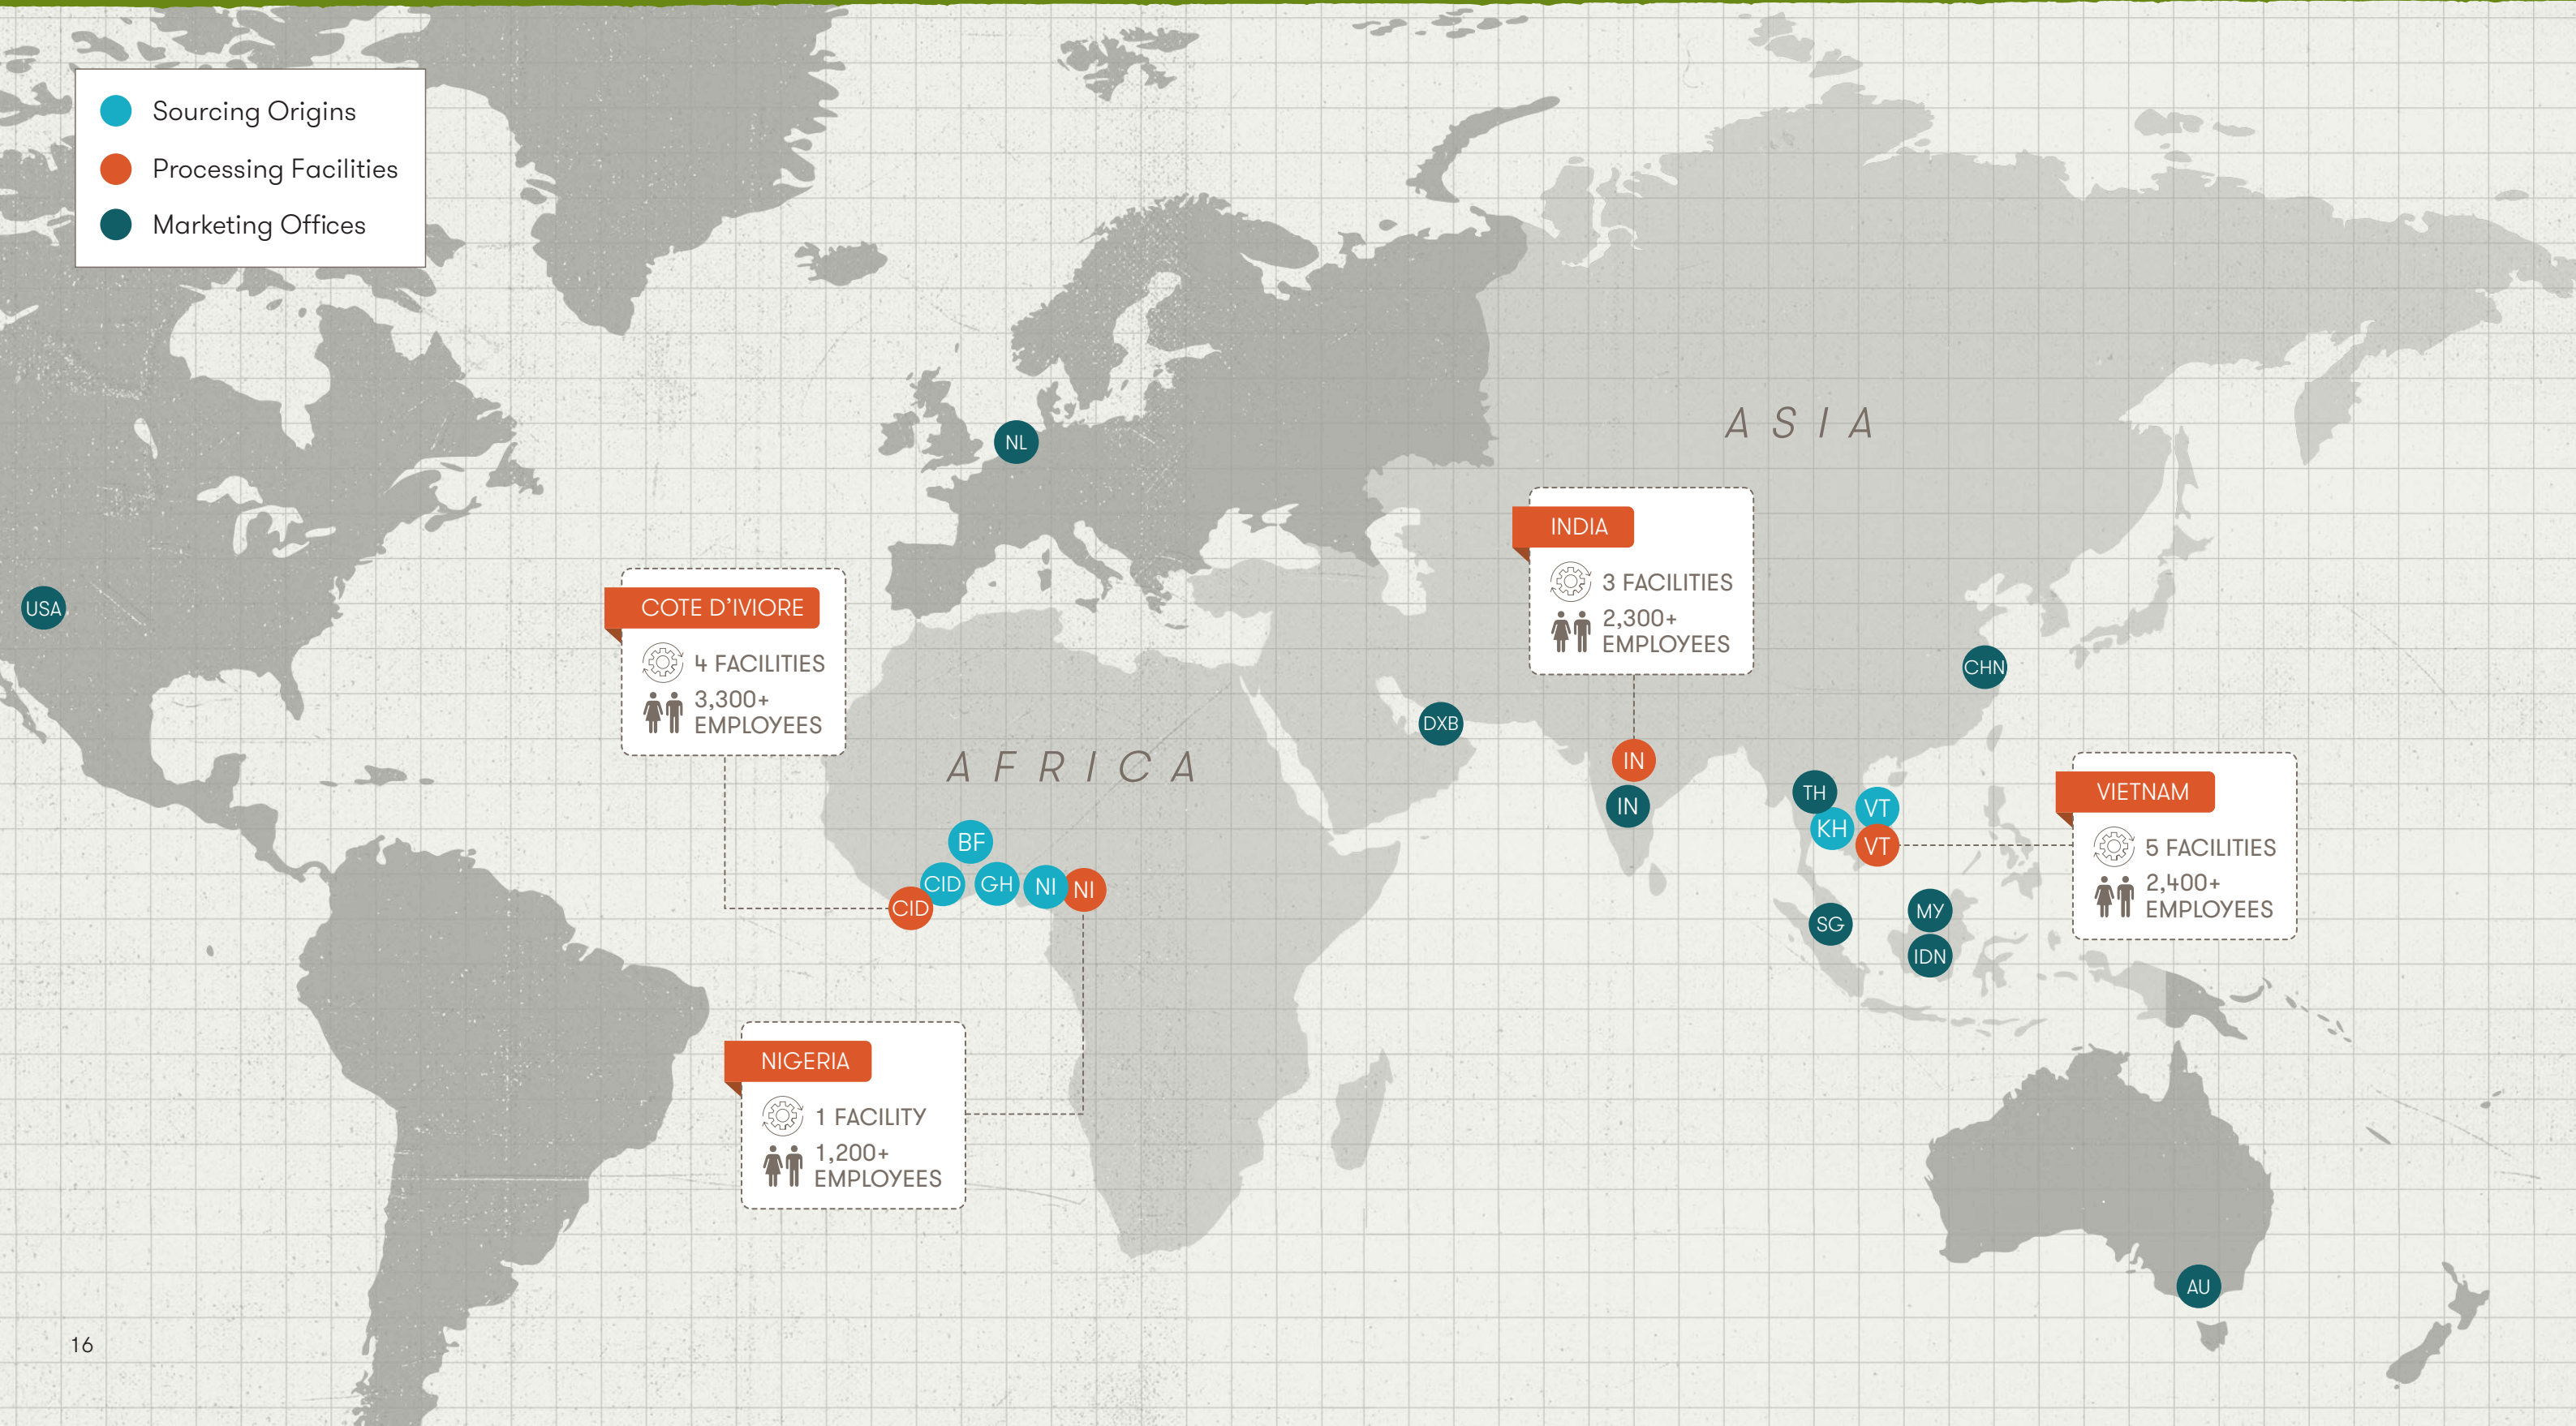 Sourcing Origins
Processing Facilities
Marketing Offices
NL
ASIA
INDIA
3 FACILITIES
2,300+
EMPLOYEES
USA
COTE D’IVIORE
4 FACILITIES
3,300+
EMPLOYEES
CHN
DXB
AFRICA
IN
IN
TH
VT
KH
VT
VIETNAM
5 FACILITIES
2,400+
EMPLOYEES
BF
CID
GH
NI
NI
CID
SG
MY
IDN
NIGERIA
1 FACILITY
1,200+
EMPLOYEES
AU
16